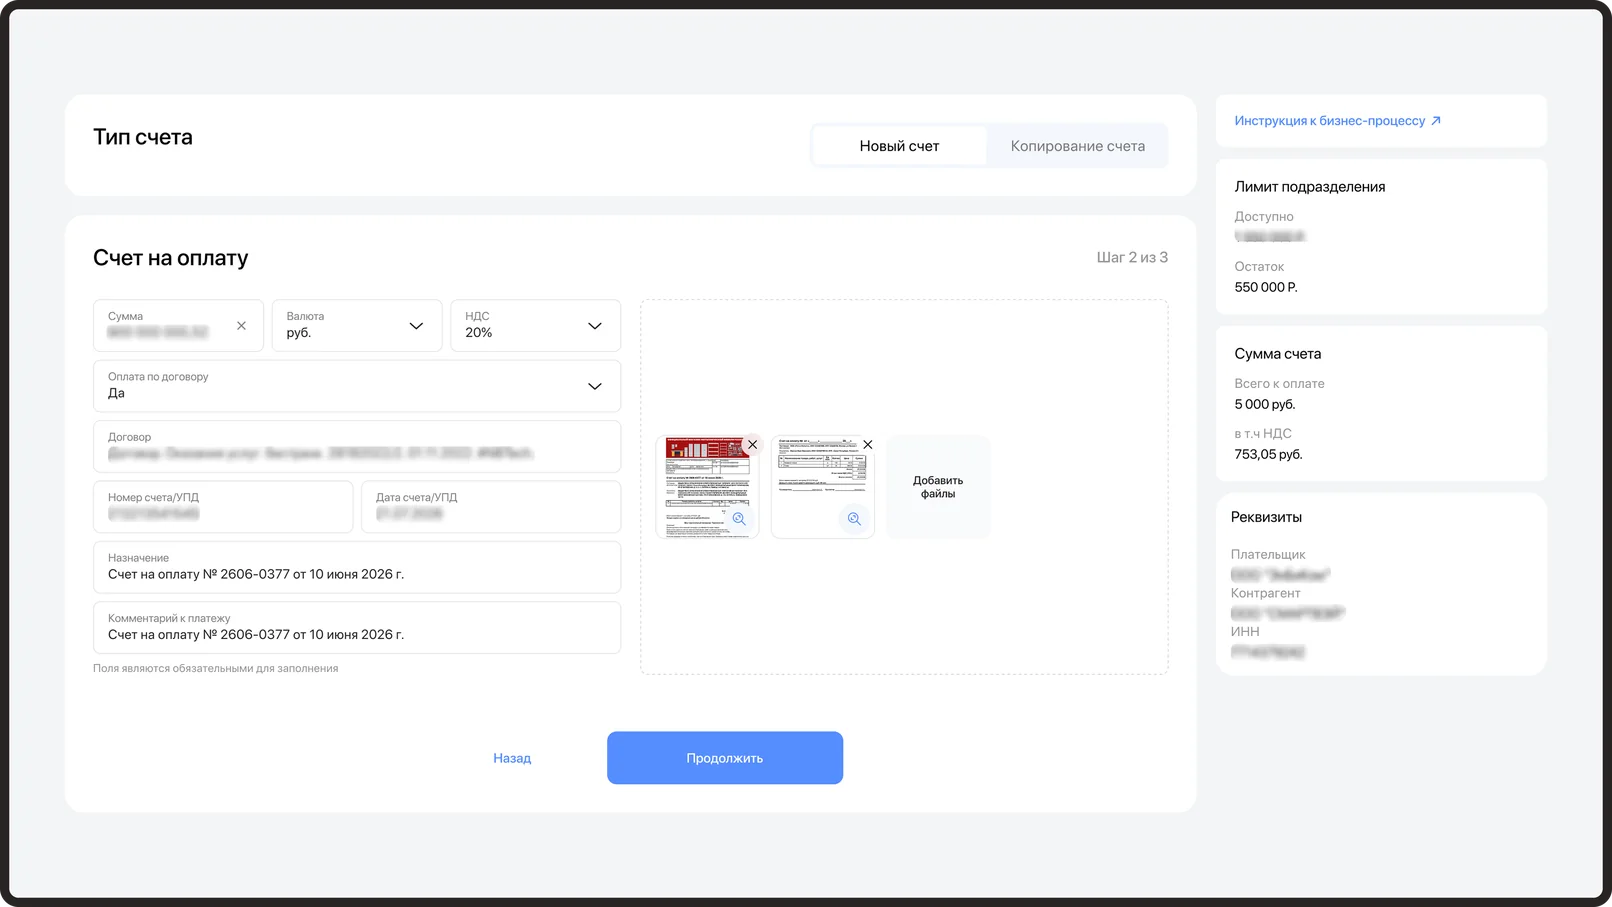 Тип счета
Новый счет
Копирование счета
Счет на оплату
Шаг 2 из 3
Сумма
Валюта
руб.
НДС
20%
Оплата по договору
Да
Договор
Номер счета/УПД
Дата счета/УПД
Назначение
Счет на оплату № 2606-0377 от 10 июня 2026 г.
Комментарий к платежу
Счет на оплату № 2606-0377 от 10 июня 2026 г.
Поля являются обязательными для заполнения
Добавить
файлы
Назад
Продолжить
Инструкция к бизнес-процессу
Лимит подразделения
Доступно
Остаток
550 000 Р.
Сумма счета
Всего к оплате
5 000 руб.
в т.ч НДС
753,05 руб.
Реквизиты
Плательщик
Контрагент
ИНН